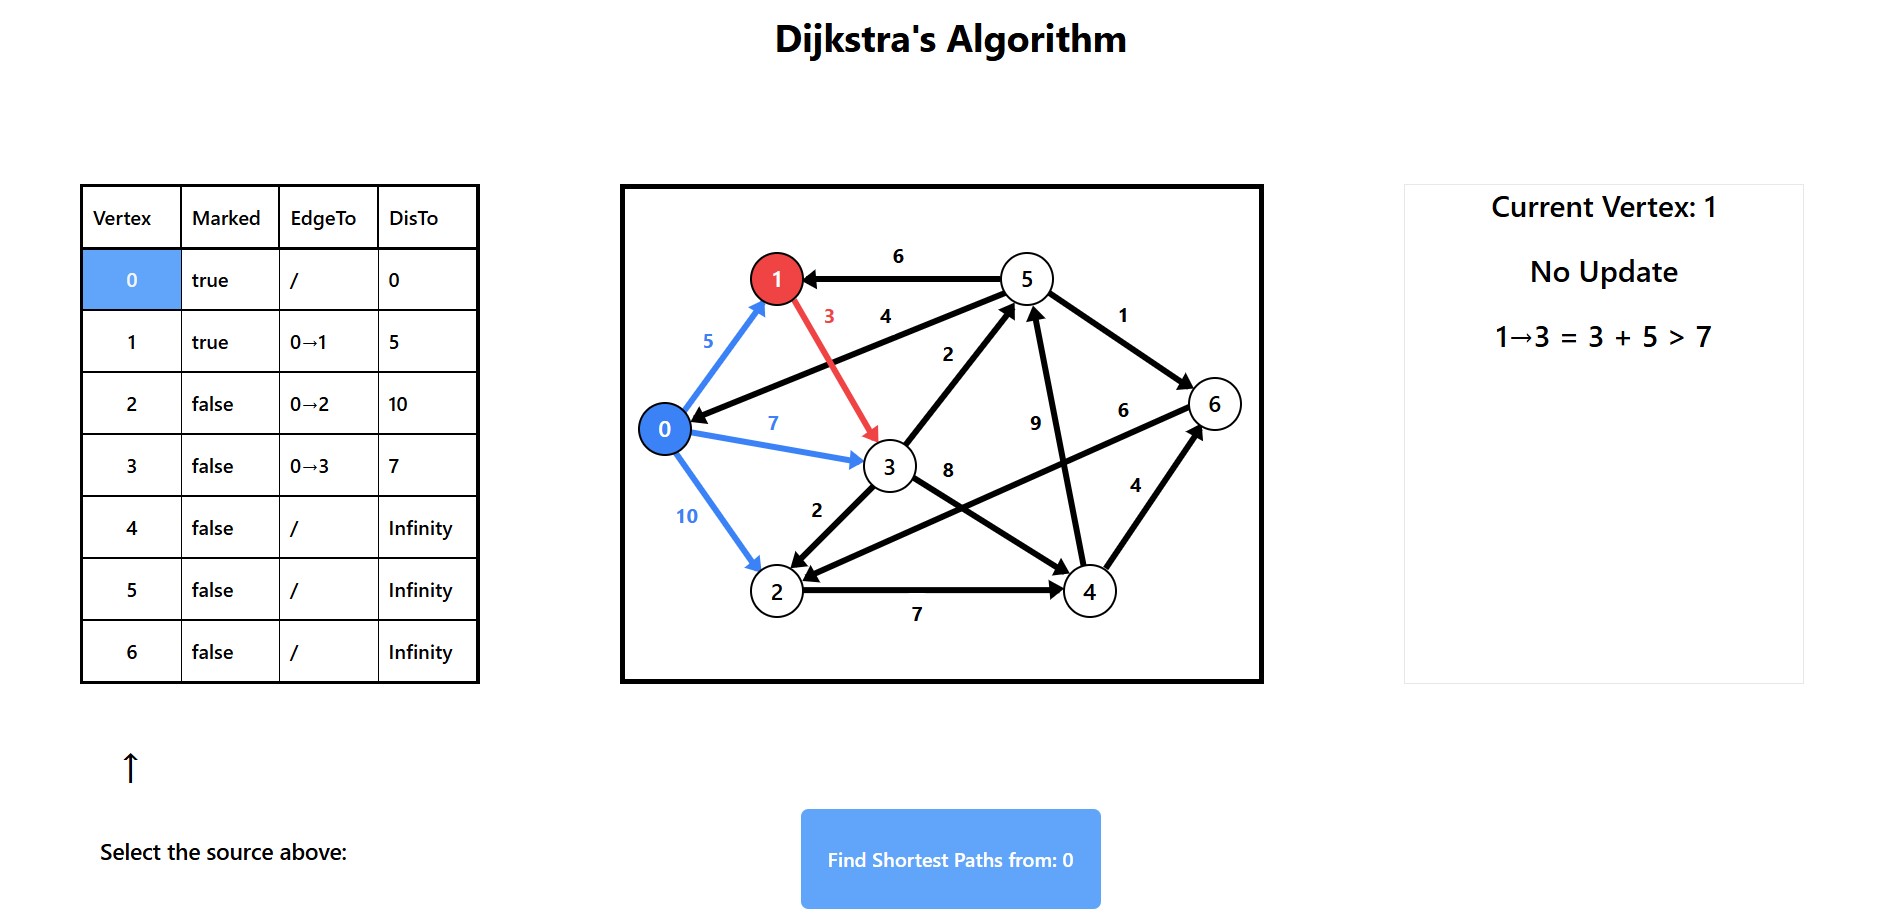 Dijkstra's Algorithm
Vertex Marked EdgeTo DisTo
0 true / 0
1 true 0→1 5
2 false 0→2 10
3 false 0→3 7
4 false / Infinity
5 false / Infinity
6 false / Infinity
↑
Select the source above:
6
1
5
3
4
1
5
2
6
0
7
9
6
3
8
4
10
2
2
4
7
Find Shortest Paths from: 0
Current Vertex: 1
No Update
1→3 = 3 + 5 > 7